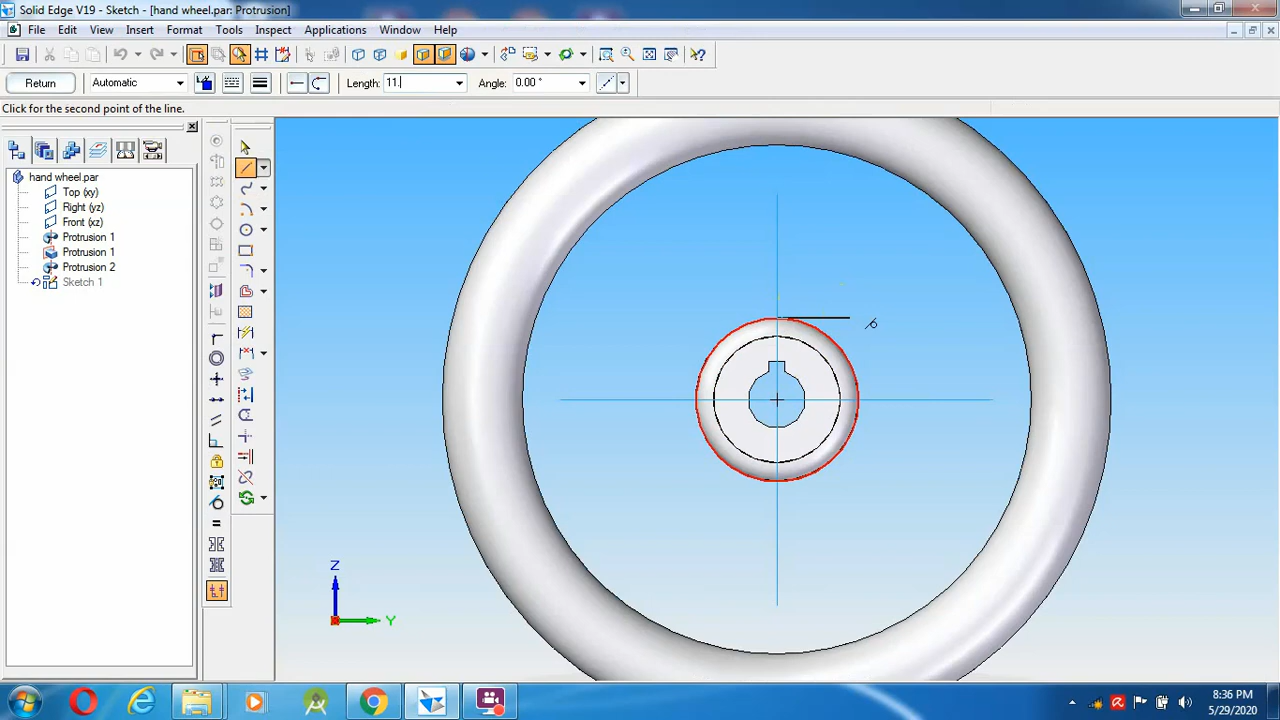 Solid Edge V19 - Sketch - [hand wheel.par: Protrusion]
File Edit View Insert Format Tools Inspect Applications Window Help
Return Automatic Length: 11. Angle: 0.00 °
Click for the second point of the line.
hand wheel.par
Top (xy)
Right (yz)
Front (xz)
Protrusion 1
Protrusion 1
Protrusion 2
Sketch 1
Z
Y
8:36 PM
5/29/2020